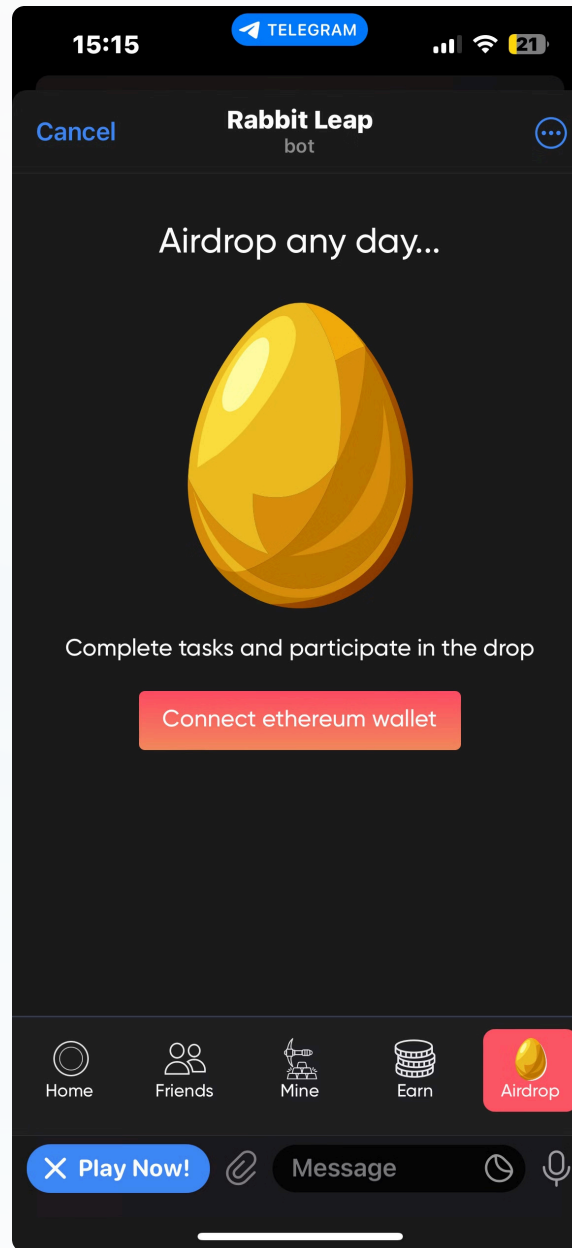 15:15
TELEGRAM
21
Cancel
Rabbit Leap
bot
Airdrop any day...
Complete tasks and participate in the drop
Connect ethereum wallet
Home
Friends
Mine
Earn
Airdrop
Play Now!
Message